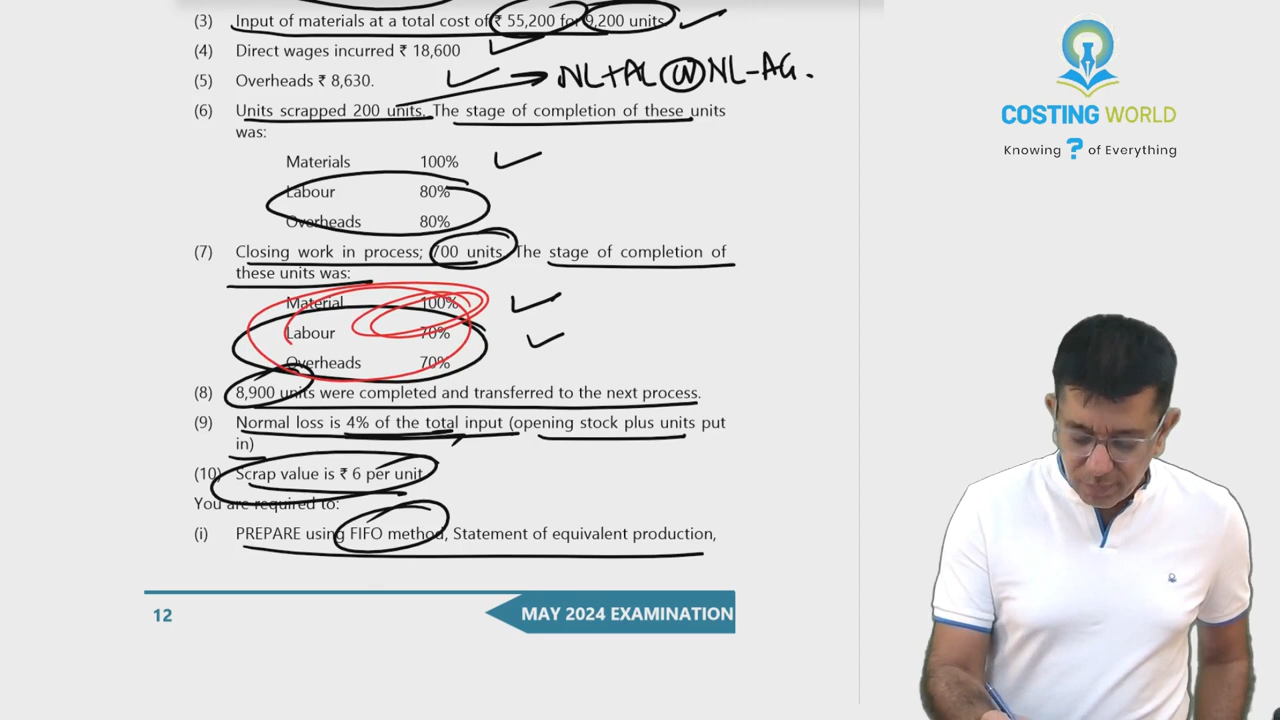 (3) Input of materials at a total cost of ₹ 55,200 for 9,200 units.
(4) Direct wages incurred ₹ 18,600
(5) Overheads ₹ 8,630.
NL+AL (or) NL-AG.
(6) Units scrapped 200 units. The stage of completion of these units
was:
Materials 100%
Labour 80%
Overheads 80%
(7) Closing work in process; 700 units. The stage of completion of
these units was:
Material 100%
Labour 70%
Overheads 70%
(8) 8,900 units were completed and transferred to the next process.
(9) Normal loss is 4% of the total input (opening stock plus units put
in)
(10) Scrap value is ₹ 6 per unit
You are required to:
(i) PREPARE using FIFO method, Statement of equivalent production,
12
MAY 2024 EXAMINATION
COSTING WORLD
Knowing ? of Everything